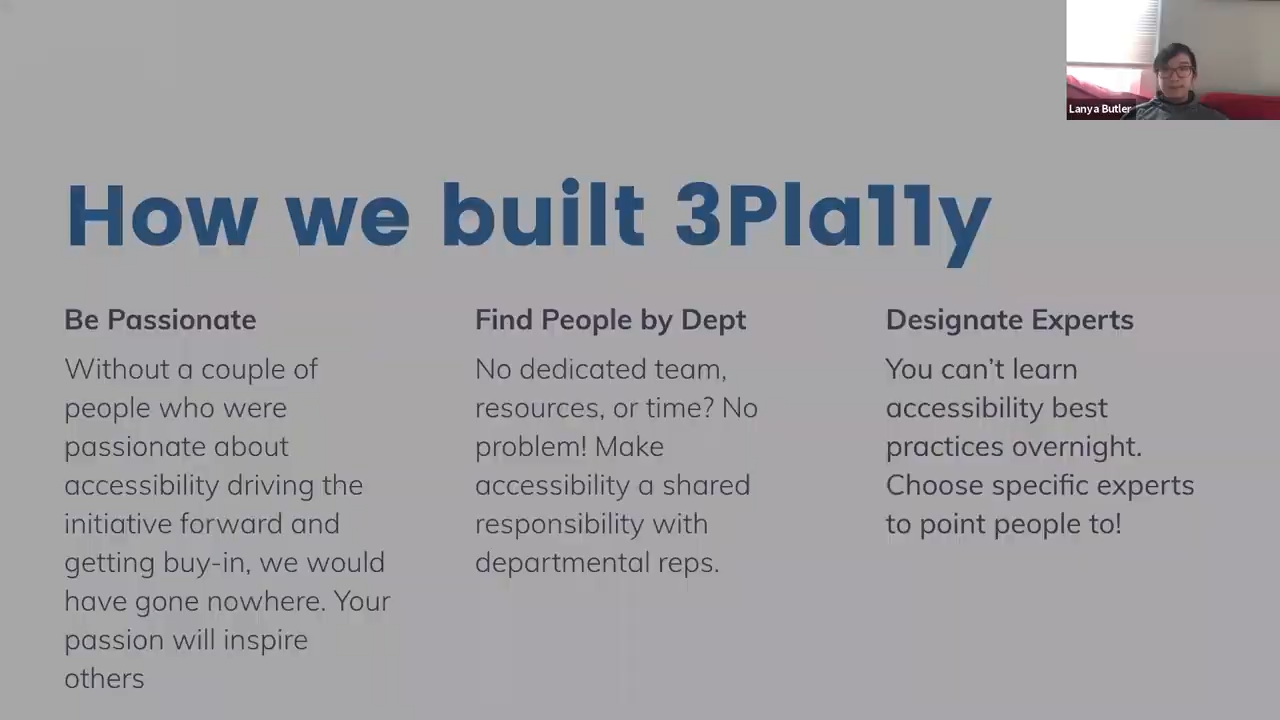 Lanya Butler
How we built 3Pla11y
Be Passionate
Without a couple of
people who were
passionate about
accessibility driving the
initiative forward and
getting buy-in, we would
have gone nowhere. Your
passion will inspire
others
Find People by Dept
No dedicated team,
resources, or time? No
problem! Make
accessibility a shared
responsibility with
departmental reps.
Designate Experts
You can’t learn
accessibility best
practices overnight.
Choose specific experts
to point people to!